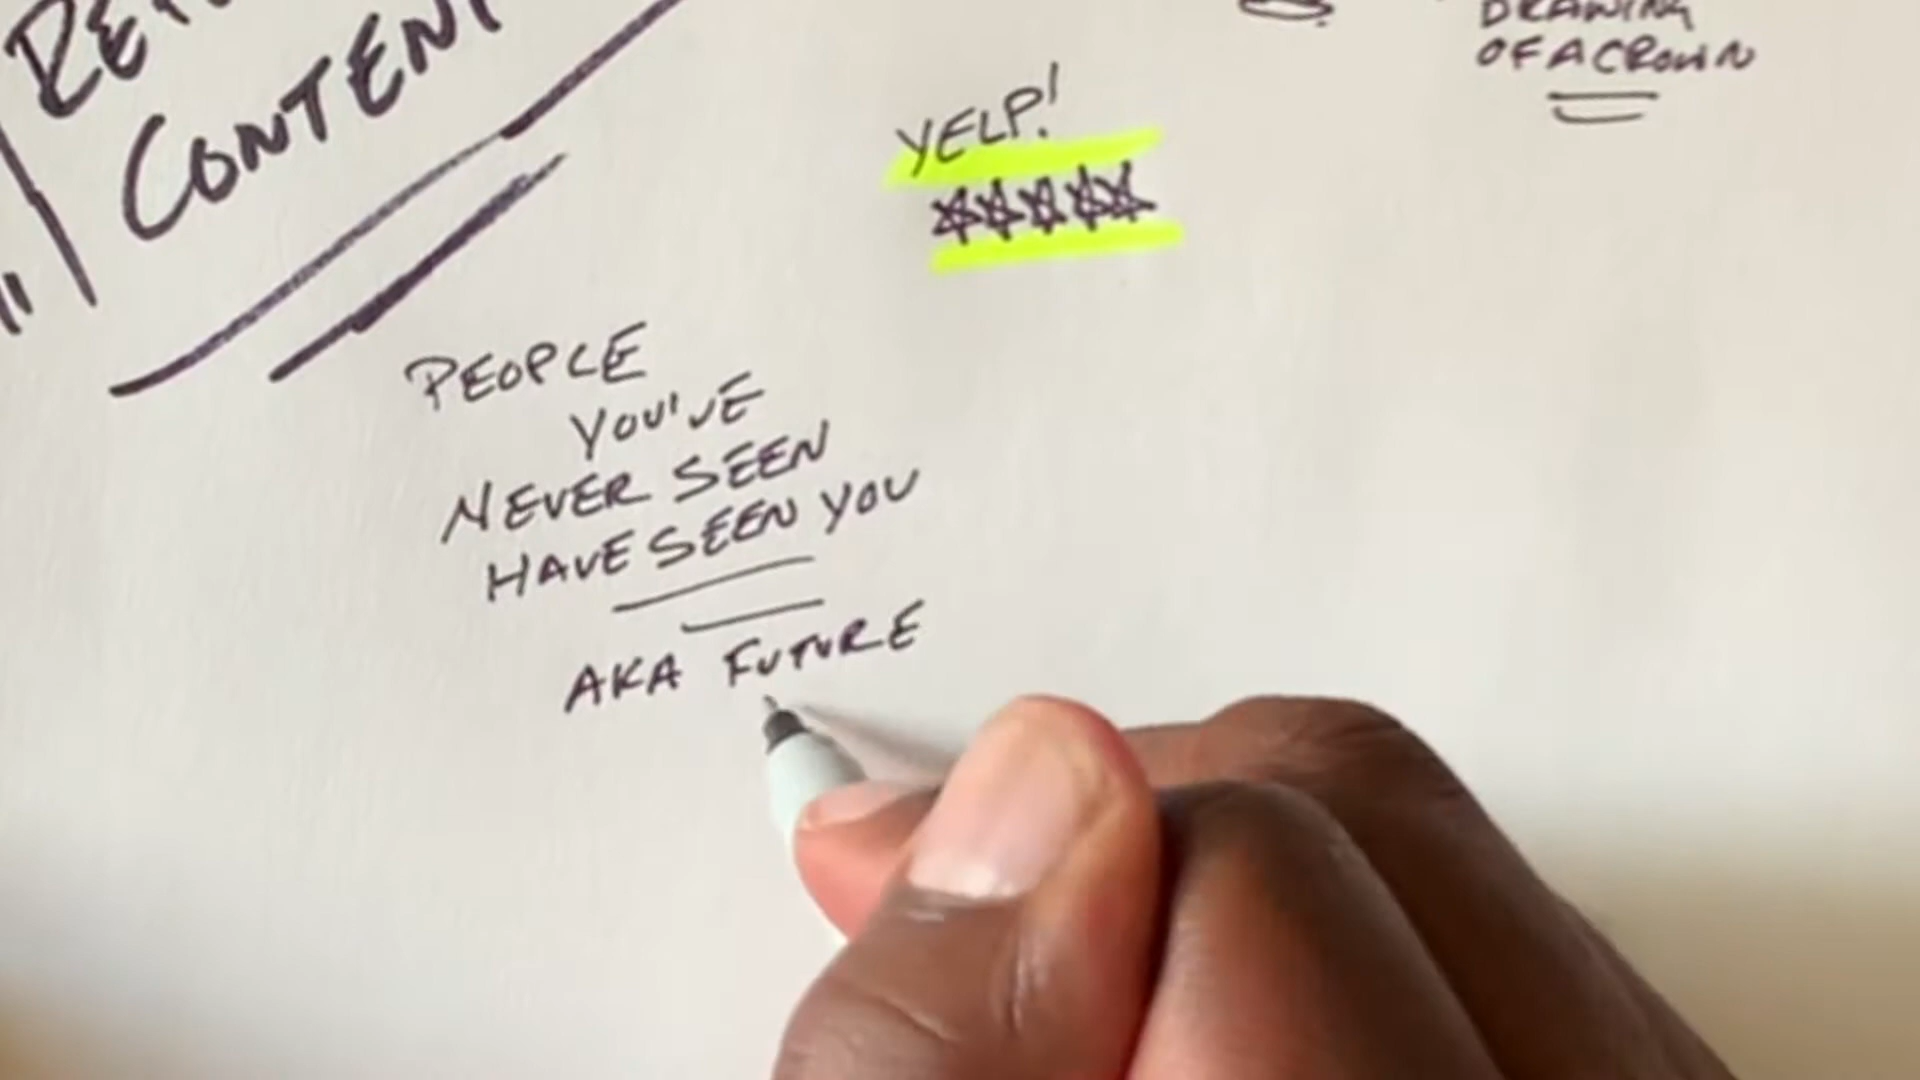 CONTENT
DRAWING
OF A CROWN
YELP!
PEOPLE
YOU'VE
NEVER SEEN
HAVE SEEN YOU
AKA FUTURE